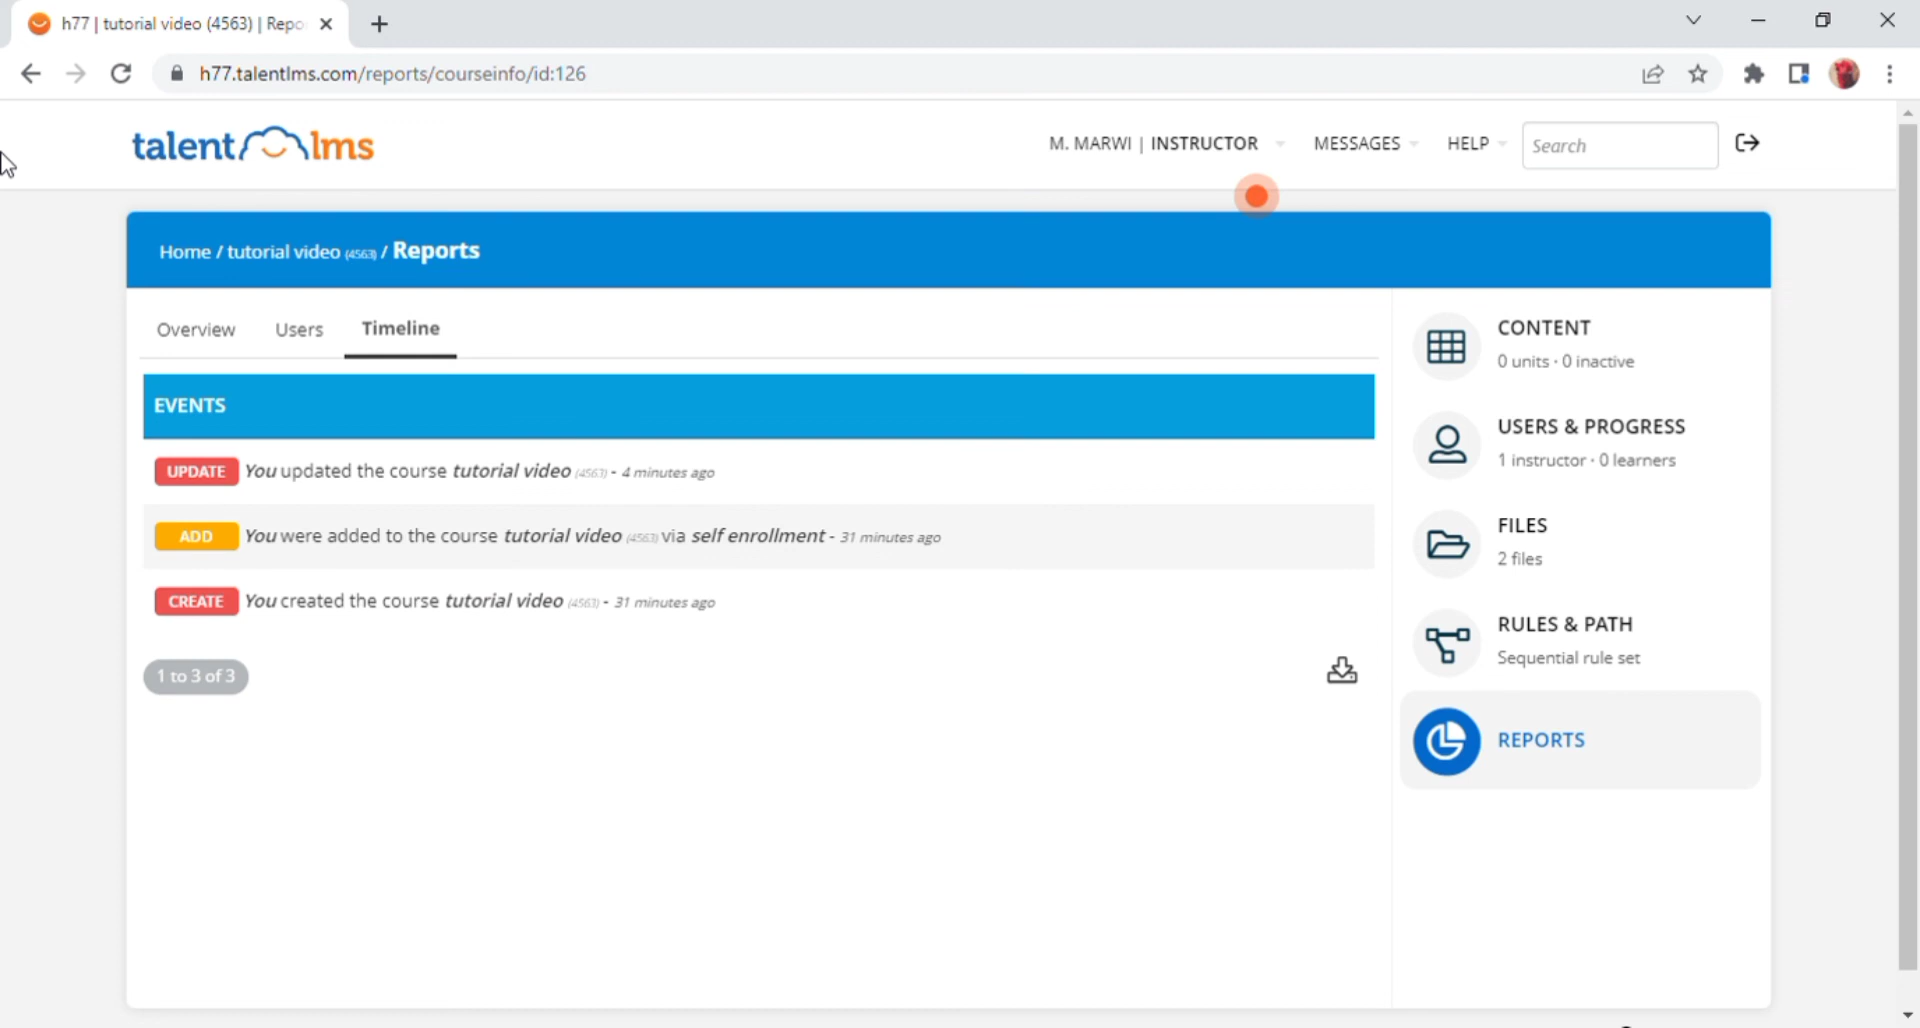 h77 | tutorial video (4563) | Repo
h77.talentlms.com/reports/courseinfo/id:126
talentlms
M. MARWI | INSTRUCTOR
MESSAGES
HELP
Search
Home / tutorial video (4563) / Reports
Overview
Users
Timeline
EVENTS
UPDATE You updated the course tutorial video (4563) - 4 minutes ago
ADD You were added to the course tutorial video (4563) via self enrollment - 31 minutes ago
CREATE You created the course tutorial video (4563) - 31 minutes ago
1 to 3 of 3
CONTENT
0 units · 0 inactive
USERS & PROGRESS
1 instructor · 0 learners
FILES
2 files
RULES & PATH
Sequential rule set
REPORTS